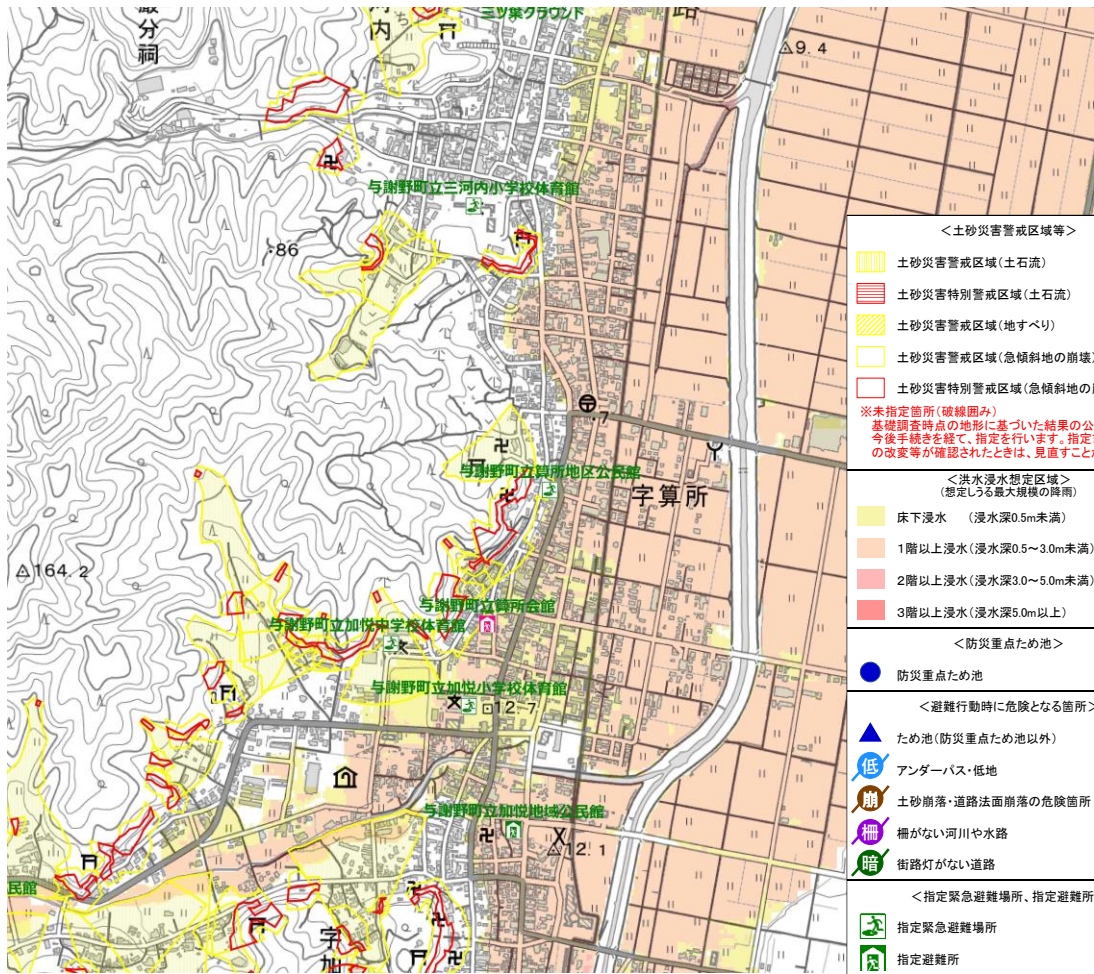 巌分祠
河内
三ツ葉グラウンド
路
9.4
与謝野町立三河内小学校体育館
86
7
与謝野町立算所地区公民館
字算所
164.2
与謝野町立算所会館
与謝野町立加悦中学校体育館
与謝野町立加悦小学校体育館
12.7
与謝野町立加悦地域公民館
12.1
民館
字加
＜土砂災害警戒区域等＞
土砂災害警戒区域(土石流)
土砂災害特別警戒区域(土石流)
土砂災害警戒区域(地すべり)
土砂災害警戒区域(急傾斜地の崩壊)
土砂災害特別警戒区域(急傾斜地の
※未指定箇所(破線囲み)
基礎調査時点の地形に基づいた結果の公
今後手続きを経て、指定を行います。指定
の改変等が確認されたときは、見直すこと
＜洪水浸水想定区域＞
(想定しうる最大規模の降雨)
床下浸水　(浸水深0.5m未満)
1階以上浸水(浸水深0.5～3.0m未満)
2階以上浸水(浸水深3.0～5.0m未満)
3階以上浸水(浸水深5.0m以上)
＜防災重点ため池＞
防災重点ため池
＜避難行動時に危険となる箇所＞
ため池(防災重点ため池以外)
低 アンダーパス・低地
崩 土砂崩落・道路法面崩落の危険箇所
柵 柵がない河川や水路
暗 街路灯がない道路
＜指定緊急避難場所、指定避難所
指定緊急避難場所
指定避難所